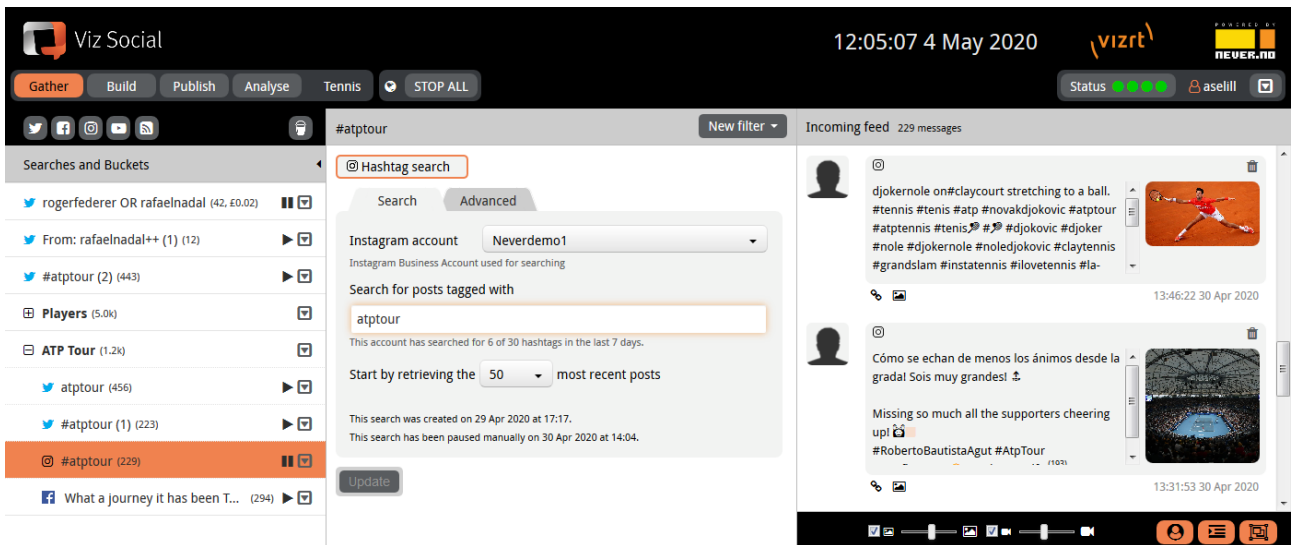 Viz Social
12:05:07 4 May 2020
vizrt
POWERED BY
NEVER.NO
Gather Build Publish Analyse Tennis STOP ALL
Status aselill
#atptour
New filter
Incoming feed 229 messages
Searches and Buckets
rogerfederer OR rafaelnadal (42, £0.02)
From: rafaelnadal++ (1) (12)
#atptour (2) (443)
Players (5.0k)
ATP Tour (1.2k)
atptour (456)
#atptour (1) (223)
#atptour (229)
What a journey it has been T... (294)
Hashtag search
Search Advanced
Instagram account Neverdemo1
Instagram Business Account used for searching
Search for posts tagged with
atptour
This account has searched for 6 of 30 hashtags in the last 7 days.
Start by retrieving the 50 most recent posts
This search was created on 29 Apr 2020 at 17:17.
This search has been paused manually on 30 Apr 2020 at 14:04.
Update
djokernole on#claycourt stretching to a ball.
#tennis #tenis #atp #novakdjokovic #atptour
#atptennis #tenis🎾 #🎾 #djokovic #djoker
#nole #djokernole #noledjokovic #claytennis
#grandslam #instatennis #ilovetennis #la-
13:46:22 30 Apr 2020
Cómo se echan de menos los ánimos desde la
grada! Sois muy grandes!
Missing so much all the supporters cheering
up!
#RobertoBautistaAgut #AtpTour
(193)
13:31:53 30 Apr 2020